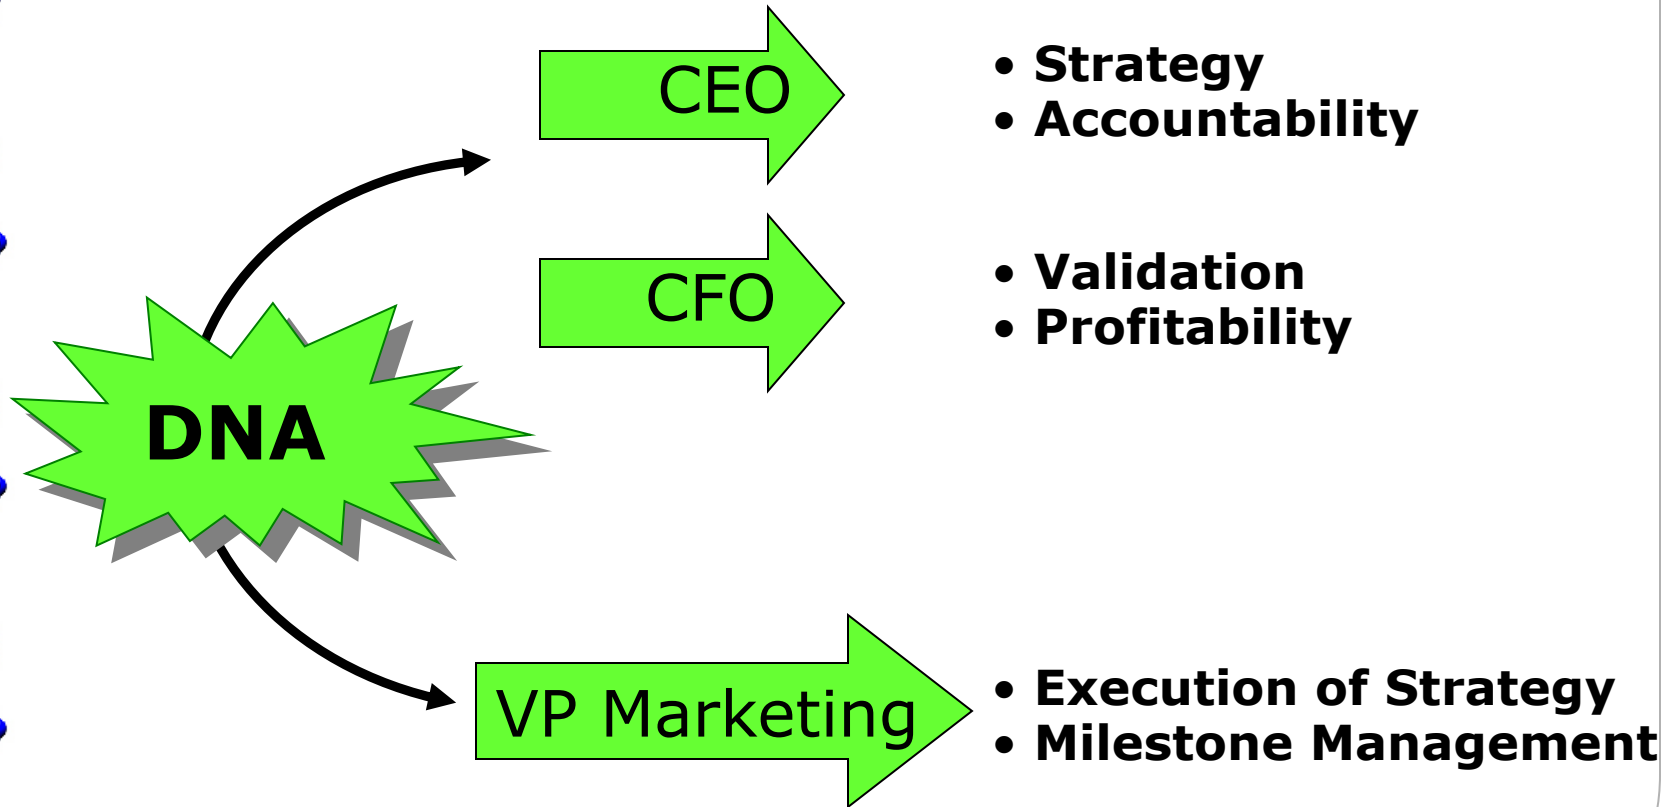 CEO
• Strategy
• Accountability
CFO
• Validation
• Profitability
DNA
VP Marketing
• Execution of Strategy
• Milestone Management